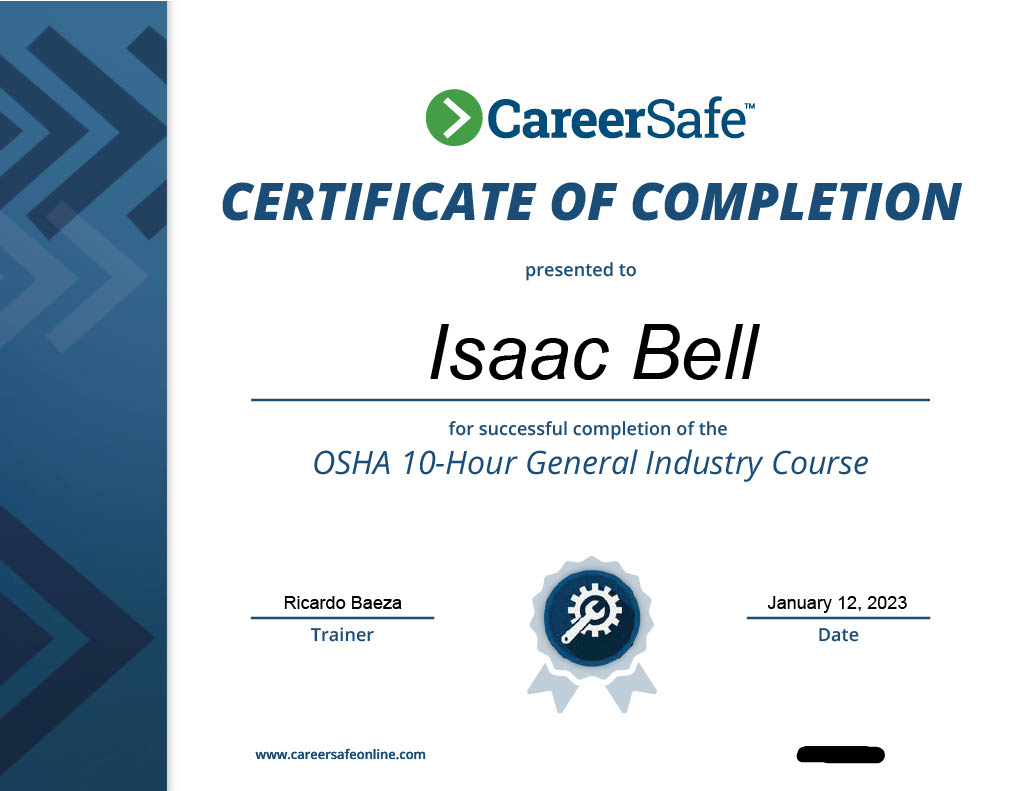 CareerSafe™
CERTIFICATE OF COMPLETION
presented to
Isaac Bell
for successful completion of the
OSHA 10-Hour General Industry Course
Ricardo Baeza
Trainer
January 12, 2023
Date
www.careersafeonline.com